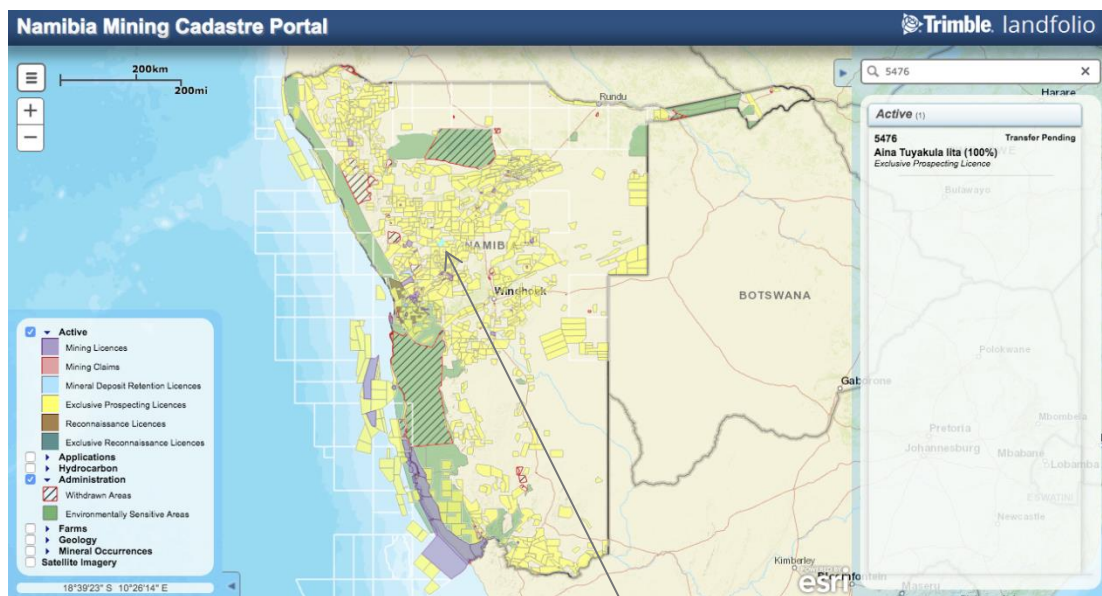 Namibia Mining Cadastre Portal
Trimble. landfolio
200km
200mi
5476
Harare
Active (1)
5476 Transfer Pending
Aina Tuyakula Iita (100%)
Exclusive Prospecting Licence
Bulawayo
Rundu
NAMIB
Windhoek
BOTSWANA
Polokwane
Gaborone
Mbombela
Pretoria
Johannesburg
Mbabane
Lobamba
ESWATINI
Newcastle
Kimberley
esri
Maseru
Active
Mining Licences
Mining Claims
Mineral Deposit Retention Licences
Exclusive Prospecting Licences
Reconnaissance Licences
Exclusive Reconnaissance Licences
Applications
Hydrocarbon
Administration
Withdrawn Areas
Environmentally Sensitive Areas
Farms
Geology
Mineral Occurrences
Satellite Imagery
18°39'23" S 10°26'14" E